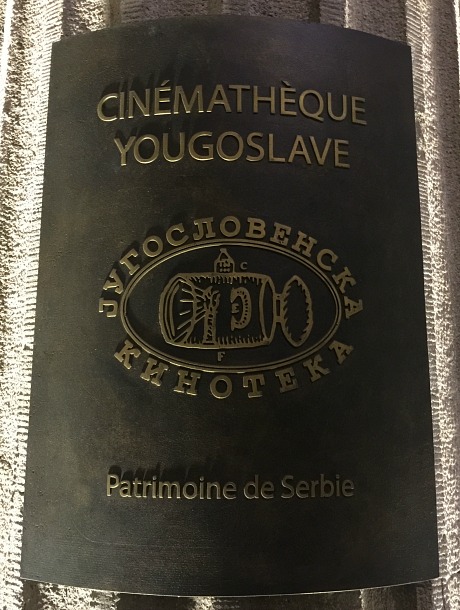 CINÉMATHÈQUE
YOUGOSLAVE
ЈУГОСЛОВЕНСКА
C
F
КИНОТЕКА
Patrimoine de Serbie